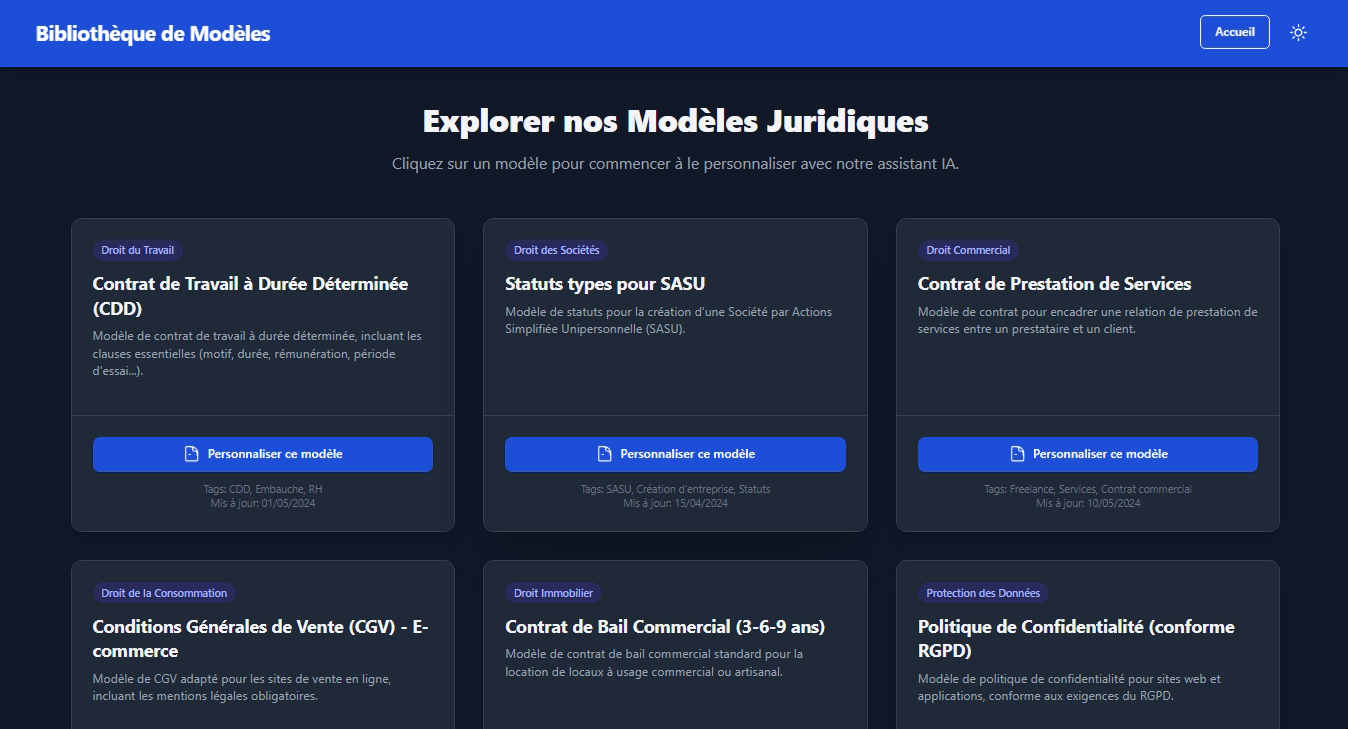 Bibliothèque de Modèles
Accueil
Explorer nos Modèles Juridiques
Cliquez sur un modèle pour commencer à le personnaliser avec notre assistant IA.
Droit du Travail
Contrat de Travail à Durée Déterminée
(CDD)
Modèle de contrat de travail à durée déterminée, incluant les
clauses essentielles (motif, durée, rémunération, période
d'essai...).
Personnaliser ce modèle
Tags: CDD, Embauche, RH
Mis à jour: 01/05/2024
Droit des Sociétés
Statuts types pour SASU
Modèle de statuts pour la création d'une Société par Actions
Simplifiée Unipersonnelle (SASU).
Personnaliser ce modèle
Tags: SASU, Création d'entreprise, Statuts
Mis à jour: 15/04/2024
Droit Commercial
Contrat de Prestation de Services
Modèle de contrat pour encadrer une relation de prestation de
services entre un prestataire et un client.
Personnaliser ce modèle
Tags: Freelance, Services, Contrat commercial
Mis à jour: 10/05/2024
Droit de la Consommation
Conditions Générales de Vente (CGV) - E-
commerce
Modèle de CGV adapté pour les sites de vente en ligne,
incluant les mentions légales obligatoires.
Droit Immobilier
Contrat de Bail Commercial (3-6-9 ans)
Modèle de contrat de bail commercial standard pour la
location de locaux à usage commercial ou artisanal.
Protection des Données
Politique de Confidentialité (conforme
RGPD)
Modèle de politique de confidentialité pour sites web et
applications, conforme aux exigences du RGPD.